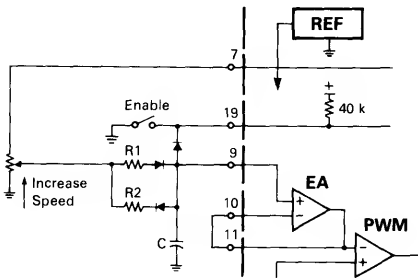 REF
7
+
40 k
Enable
19
R1
9
EA
Increase
Speed
R2
+
−
10
PWM
C
11
−
+